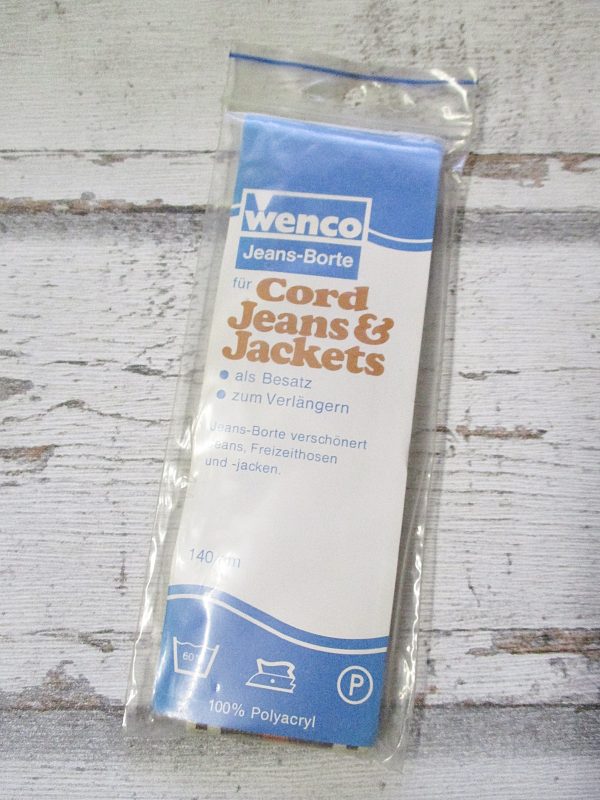 wenco
Jeans-Borte
für Cord
Jeans &
Jackets
• als Besatz
• zum Verlängern
Jeans-Borte verschönert
Jeans, Freizeithosen
und -jacken.
140 cm
60°
P
100% Polyacryl